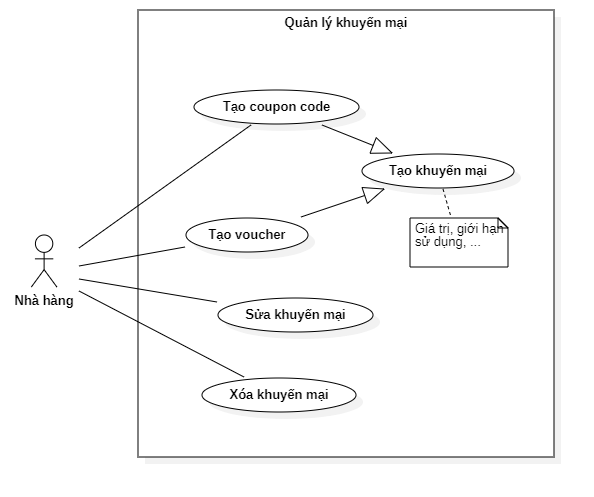 Quản lý khuyến mại
Tạo coupon code
Tạo khuyến mại
Tạo voucher
Giá trị, giới hạn
sử dụng, ...
Nhà hàng
Sửa khuyến mại
Xóa khuyến mại